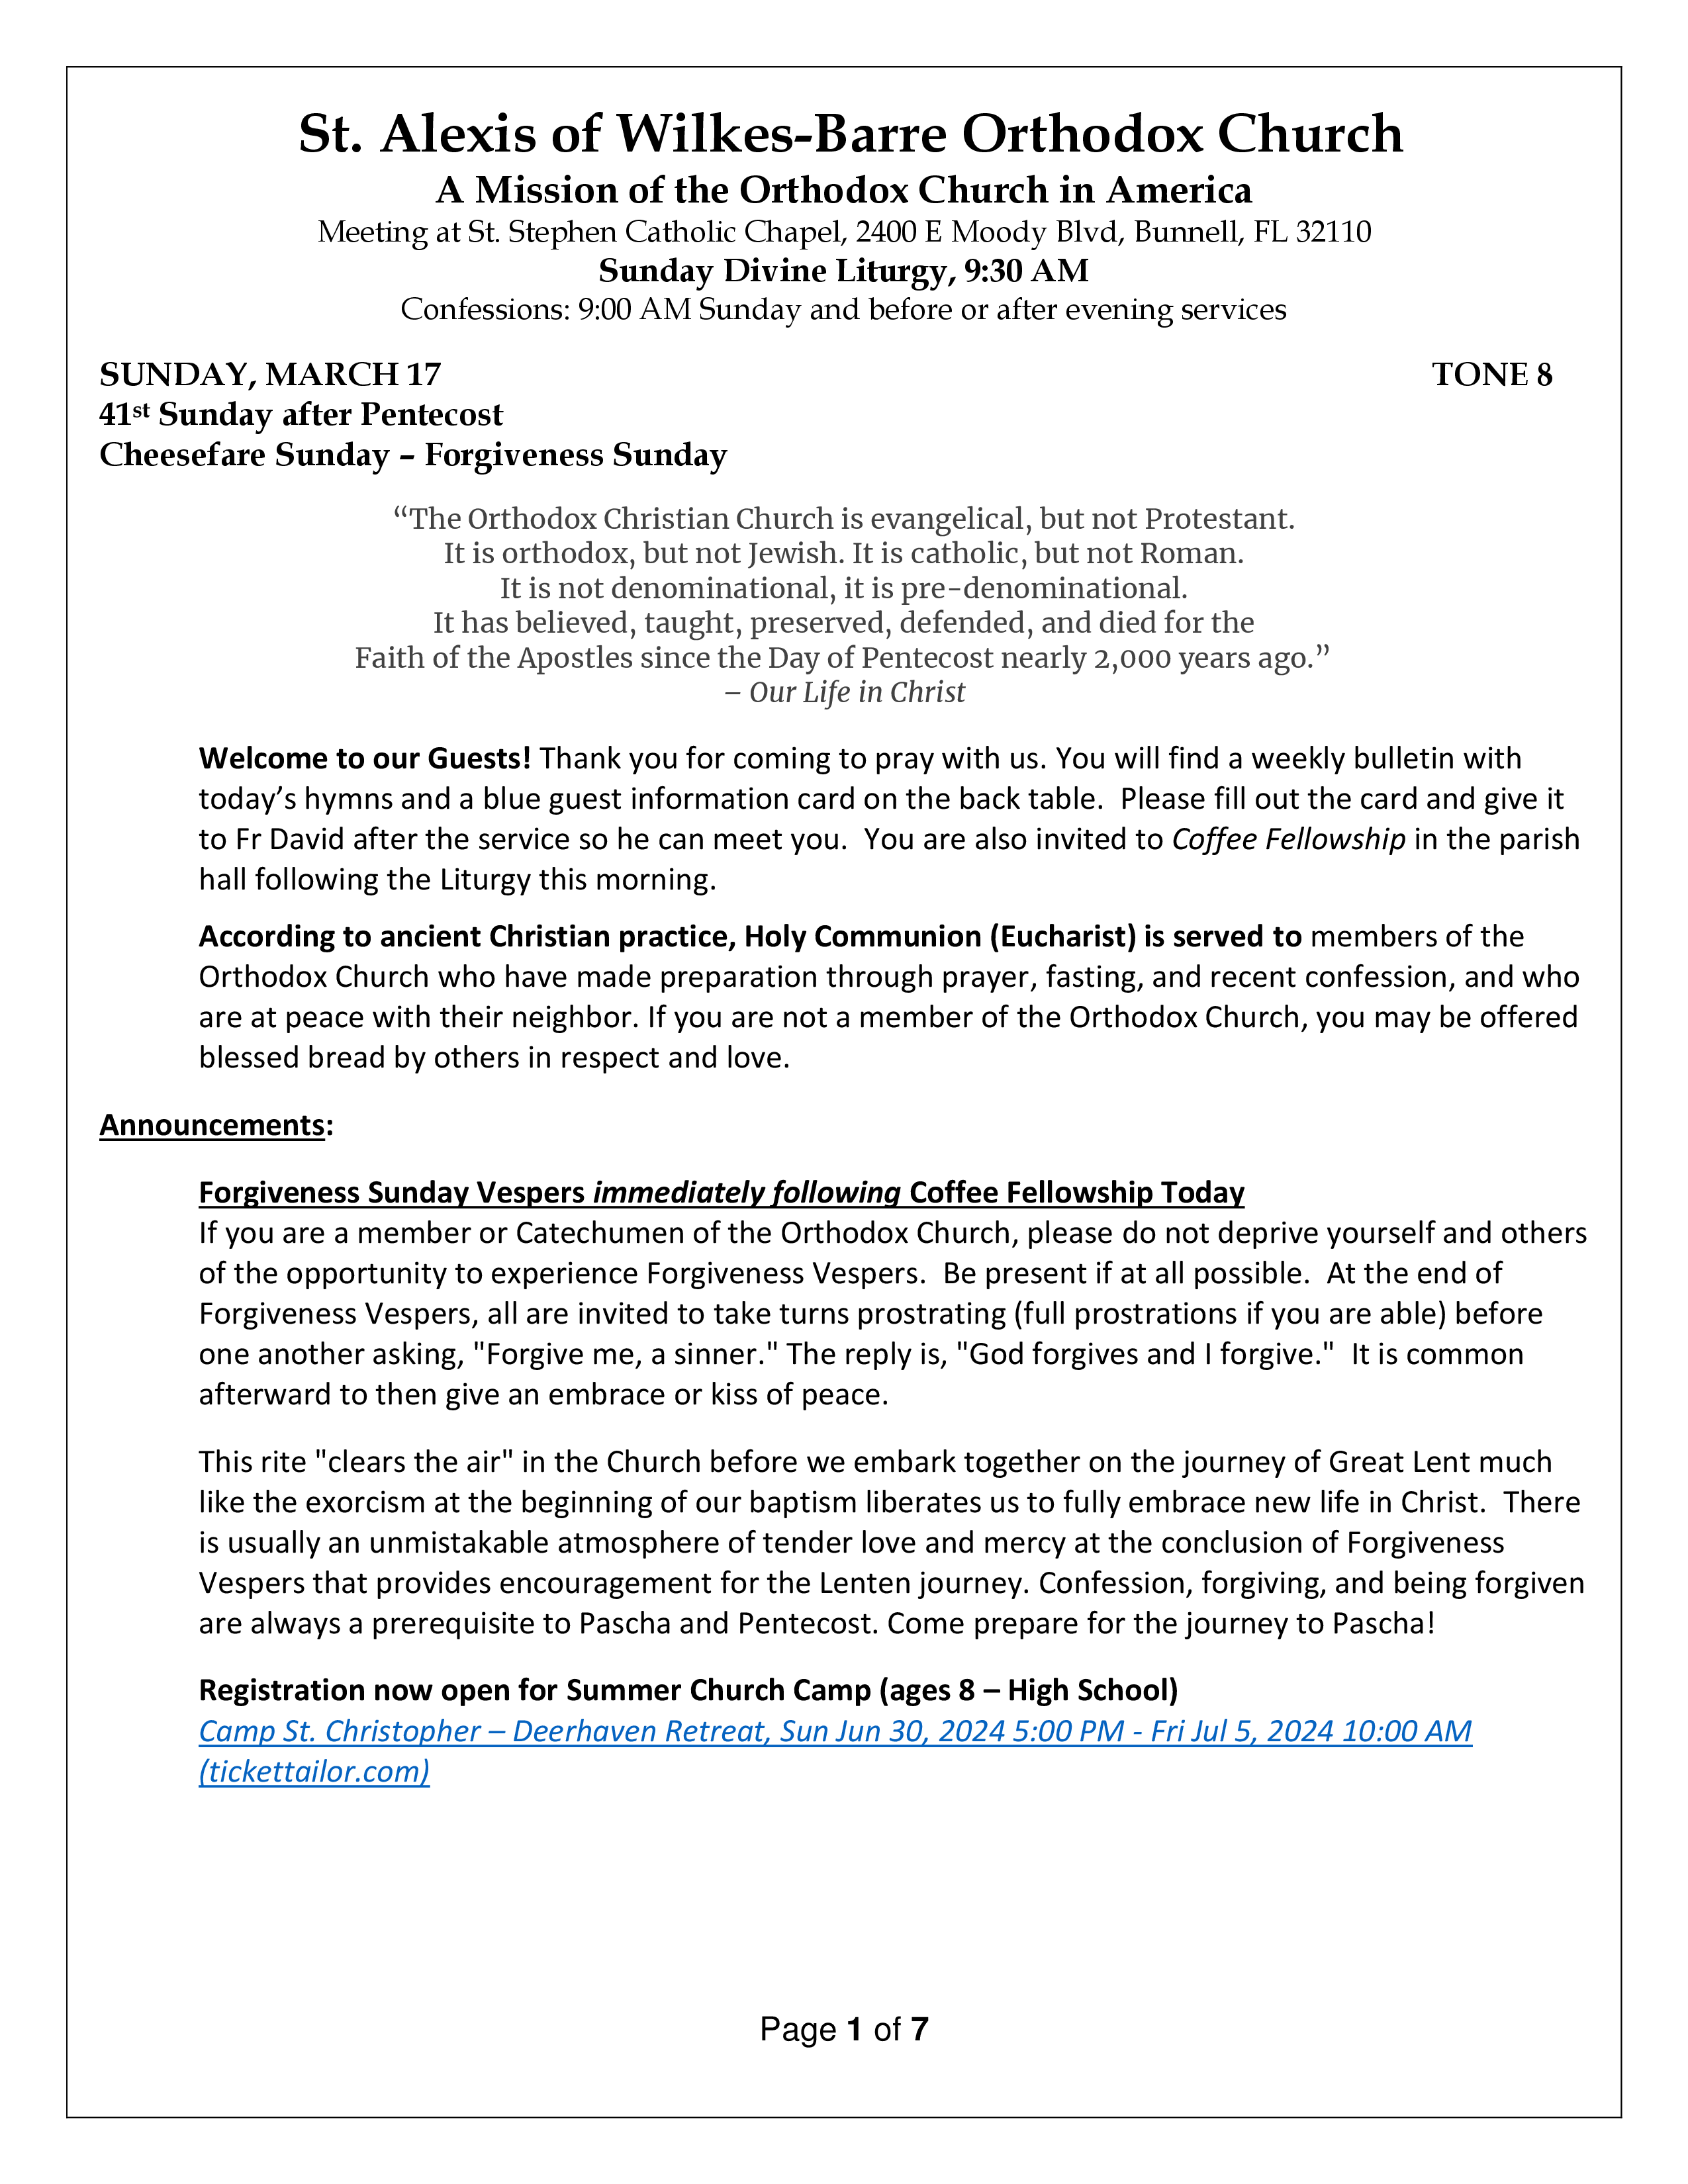 St. Alexis of Wilkes-Barre Orthodox Church
A Mission of the Orthodox Church in America
Meeting at St. Stephen Catholic Chapel, 2400 E Moody Blvd, Bunnell, FL 32110
Sunday Divine Liturgy, 9:30 AM
Confessions: 9:00 AM Sunday and before or after evening services
SUNDAY, MARCH 17 TONE 8
41st Sunday after Pentecost
Cheesefare Sunday – Forgiveness Sunday
“The Orthodox Christian Church is evangelical, but not Protestant.
It is orthodox, but not Jewish. It is catholic, but not Roman.
It is not denominational, it is pre-denominational.
It has believed, taught, preserved, defended, and died for the
Faith of the Apostles since the Day of Pentecost nearly 2,000 years ago.”
– Our Life in Christ
Welcome to our Guests! Thank you for coming to pray with us. You will find a weekly bulletin with
today’s hymns and a blue guest information card on the back table.  Please fill out the card and give it
to Fr David after the service so he can meet you.  You are also invited to Coffee Fellowship in the parish
hall following the Liturgy this morning.
According to ancient Christian practice, Holy Communion (Eucharist) is served to members of the
Orthodox Church who have made preparation through prayer, fasting, and recent confession, and who
are at peace with their neighbor. If you are not a member of the Orthodox Church, you may be offered
blessed bread by others in respect and love.
Announcements:
Forgiveness Sunday Vespers immediately following Coffee Fellowship Today
If you are a member or Catechumen of the Orthodox Church, please do not deprive yourself and others
of the opportunity to experience Forgiveness Vespers.  Be present if at all possible.  At the end of
Forgiveness Vespers, all are invited to take turns prostrating (full prostrations if you are able) before
one another asking, "Forgive me, a sinner." The reply is, "God forgives and I forgive."  It is common
afterward to then give an embrace or kiss of peace.
This rite "clears the air" in the Church before we embark together on the journey of Great Lent much
like the exorcism at the beginning of our baptism liberates us to fully embrace new life in Christ.  There
is usually an unmistakable atmosphere of tender love and mercy at the conclusion of Forgiveness
Vespers that provides encouragement for the Lenten journey. Confession, forgiving, and being forgiven
are always a prerequisite to Pascha and Pentecost. Come prepare for the journey to Pascha!
Registration now open for Summer Church Camp (ages 8 – High School)
Camp St. Christopher – Deerhaven Retreat, Sun Jun 30, 2024 5:00 PM - Fri Jul 5, 2024 10:00 AM
(tickettailor.com)
Page 1 of 7